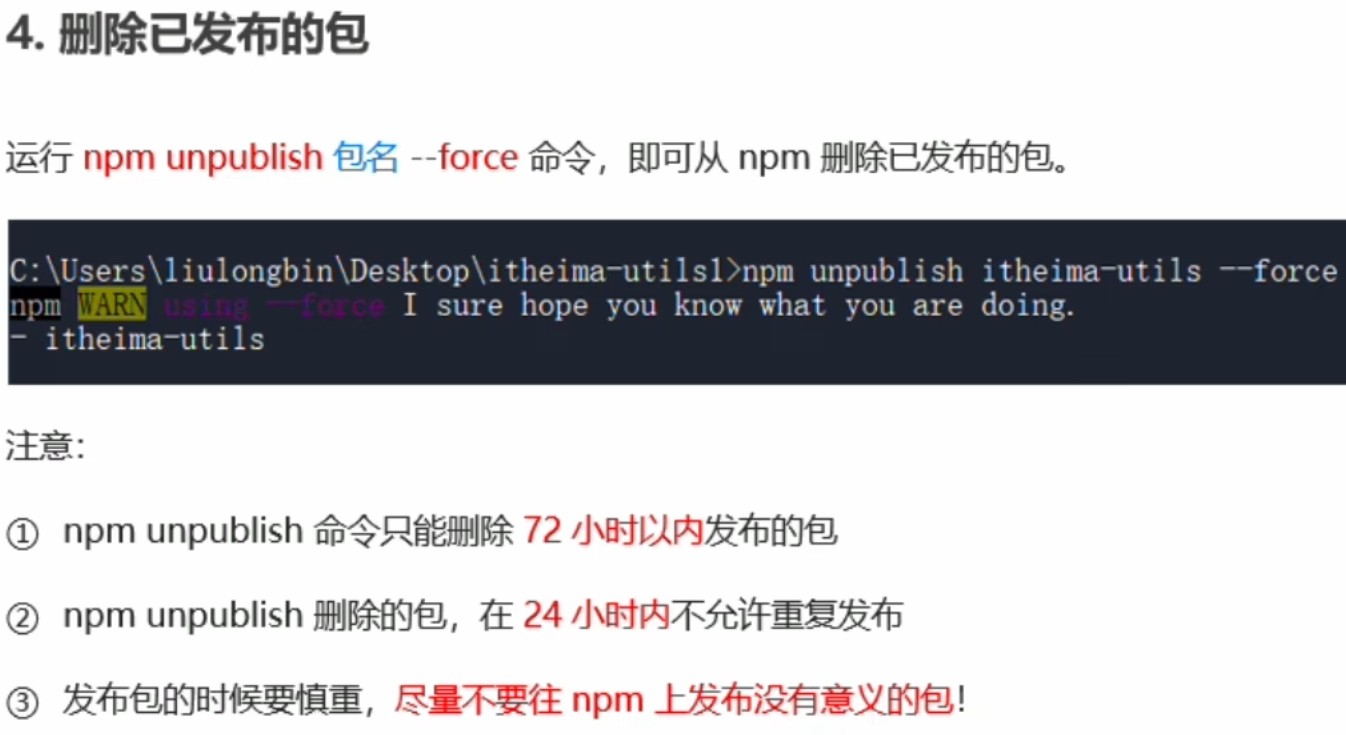 4. 删除已发布的包
运行 npm unpublish 包名 --force 命令，即可从 npm 删除已发布的包。
C:\Users\liulongbin\Desktop\itheima-utilsl>npm unpublish itheima-utils --force
npm WARN using --force I sure hope you know what you are doing.
- itheima-utils
注意：
① npm unpublish 命令只能删除 72 小时以内发布的包
② npm unpublish 删除的包，在 24 小时内不允许重复发布
③ 发布包的时候要慎重，尽量不要往 npm 上发布没有意义的包！